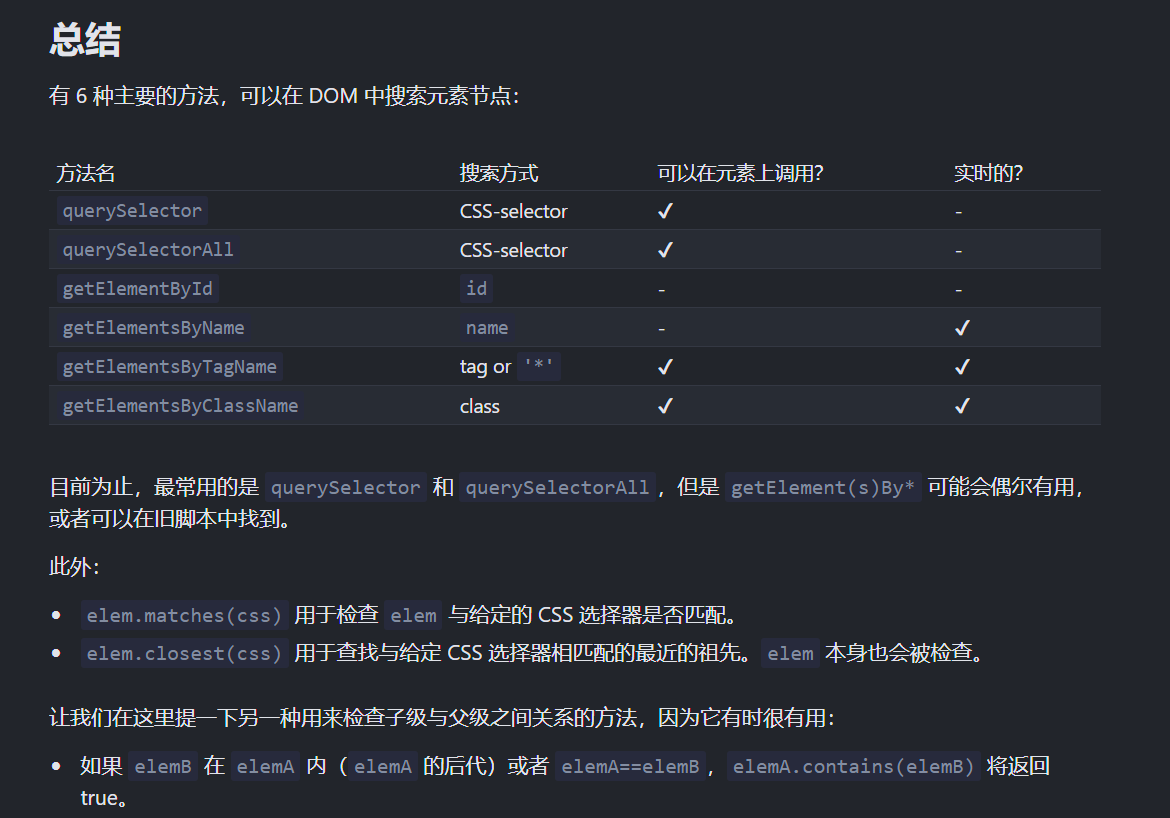 总结
有 6 种主要的方法，可以在 DOM 中搜索元素节点：
方法名 搜索方式 可以在元素上调用？ 实时的？
querySelector CSS-selector ✔ -
querySelectorAll CSS-selector ✔ -
getElementById id - -
getElementsByName name - ✔
getElementsByTagName tag or '*' ✔ ✔
getElementsByClassName class ✔ ✔
目前为止，最常用的是 querySelector 和 querySelectorAll，但是 getElement(s)By* 可能会偶尔有用，
或者可以在旧脚本中找到。
此外：
• elem.matches(css) 用于检查 elem 与给定的 CSS 选择器是否匹配。
• elem.closest(css) 用于查找与给定 CSS 选择器相匹配的最近的祖先。elem 本身也会被检查。
让我们在这里提一下另一种用来检查子级与父级之间关系的方法，因为它有时很有用：
• 如果 elemB 在 elemA 内（elemA 的后代）或者 elemA==elemB，elemA.contains(elemB) 将返回
true。